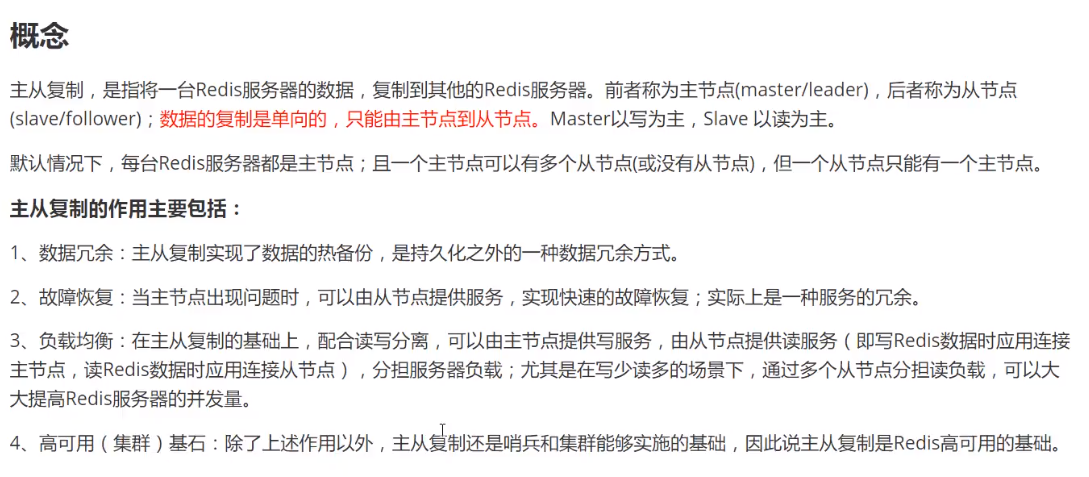 概念
主从复制，是指将一台Redis服务器的数据，复制到其他的Redis服务器。前者称为主节点(master/leader)，后者称为从节点
(slave/follower)；数据的复制是单向的，只能由主节点到从节点。Master以写为主，Slave 以读为主。
默认情况下，每台Redis服务器都是主节点；且一个主节点可以有多个从节点(或没有从节点)，但一个从节点只能有一个主节点。
主从复制的作用主要包括：
1、数据冗余：主从复制实现了数据的热备份，是持久化之外的一种数据冗余方式。
2、故障恢复：当主节点出现问题时，可以由从节点提供服务，实现快速的故障恢复；实际上是一种服务的冗余。
3、负载均衡：在主从复制的基础上，配合读写分离，可以由主节点提供写服务，由从节点提供读服务（即写Redis数据时应用连接
主节点，读Redis数据时应用连接从节点），分担服务器负载；尤其是在写少读多的场景下，通过多个从节点分担读负载，可以大
大提高Redis服务器的并发量。
4、高可用（集群）基石：除了上述作用以外，主从复制还是哨兵和集群能够实施的基础，因此说主从复制是Redis高可用的基础。